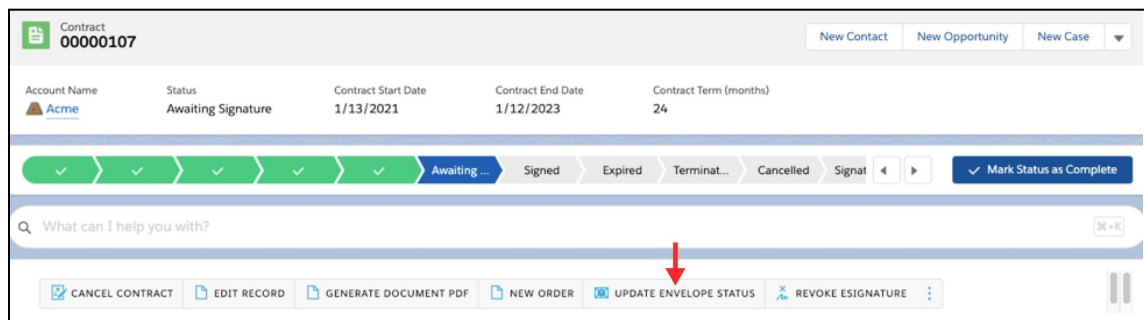 Contract
00000107
New Contact New Opportunity New Case
Account Name Status Contract Start Date Contract End Date Contract Term (months)
Acme Awaiting Signature 1/13/2021 1/12/2023 24
Awaiting ... Signed Expired Terminat... Cancelled Signat Mark Status as Complete
What can I help you with? ⌘+K
CANCEL CONTRACT EDIT RECORD GENERATE DOCUMENT PDF NEW ORDER UPDATE ENVELOPE STATUS REVOKE ESIGNATURE